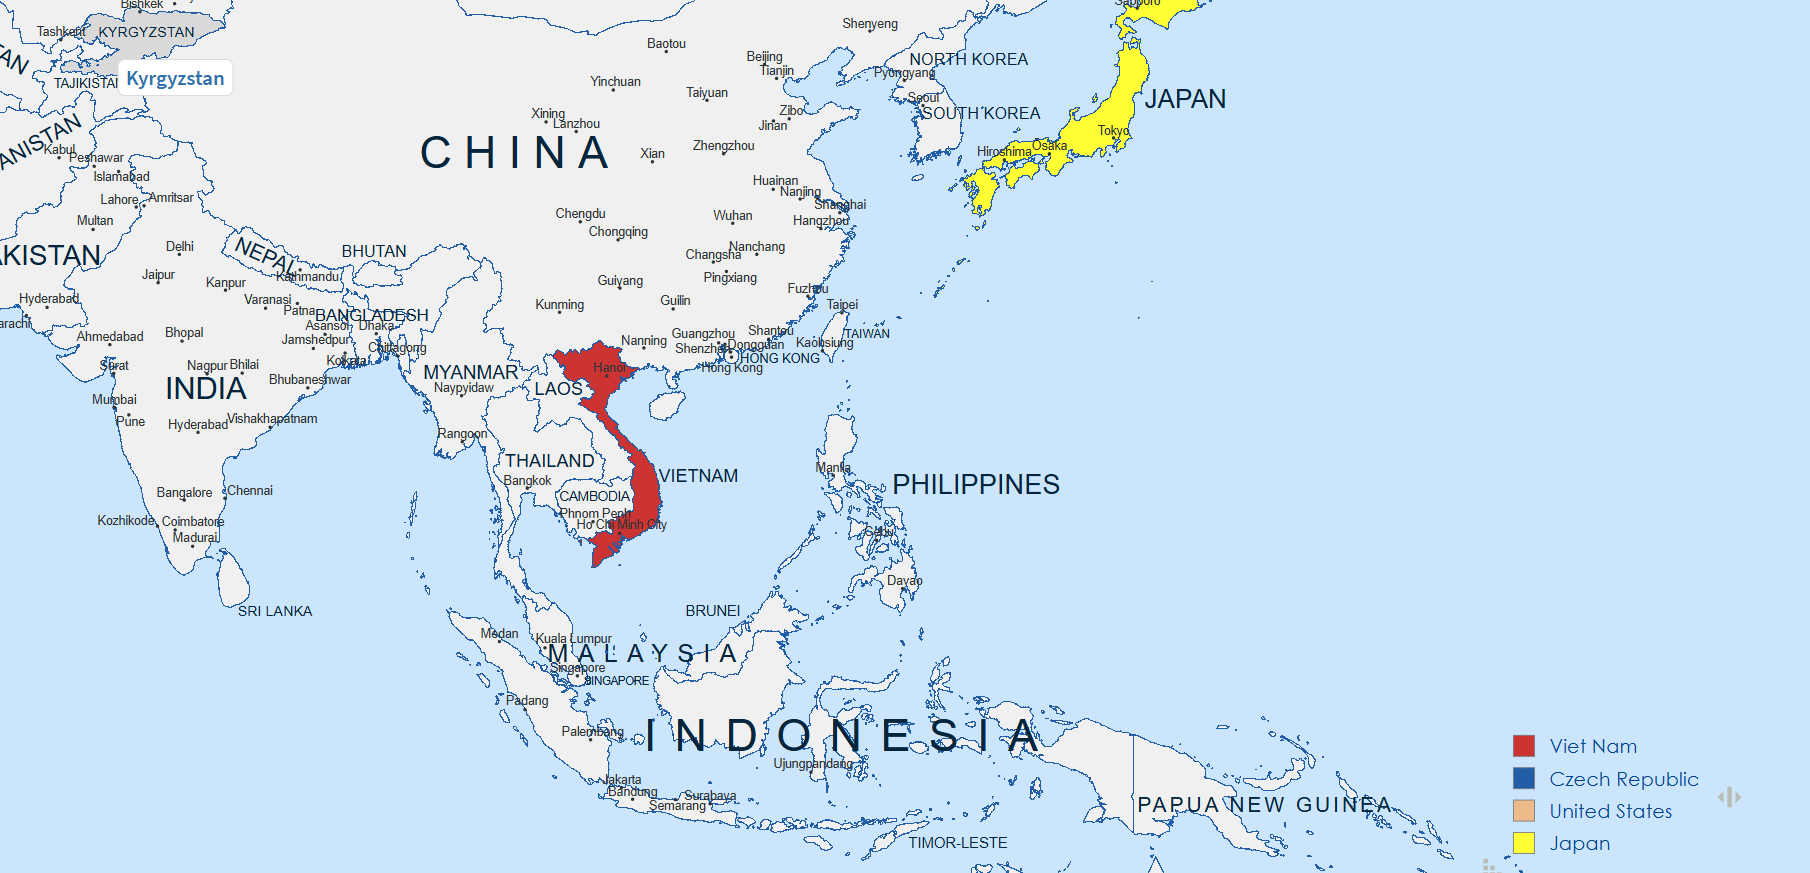 Bishkek
Sapporo
Shenyeng
Tashkent
KYRGYZSTAN
Baotou
Beijing
NORTH KOREA
Tianjin
Pyongyang
TAJIKISTAN
Kyrgyzstan
Yinchuan
Taiyuan
Seoul
JAPAN
Xining
Zibo
SOUTH KOREA
Lanzhou
Jinan
Tokyo
ANISTAN
CHINA
Zhengzhou
Osaka
Kabul
Peshawar
Xian
Hiroshima
Islamabad
Huainan
Nanjing
Lahore
Amritsar
Shanghai
Multan
Chengdu
Wuhan
Hangzhou
Chongqing
Delhi
NEPAL
BHUTAN
Nanchang
AKISTAN
Changsha
Jaipur
Kathmandu
Kanpur
Guiyang
Pingxiang
Fuzhou
Hyderabad
Varanasi
Patna
Kunming
Guilin
Taipei
arachi
BANGLADESH
Asansol
Dhaka
Ahmedabad
Bhopal
Jamshedpur
Chittagong
Nanning
Guangzhou
Shantou
TAIWAN
Shenzhen
Dongguan
Kaohsiung
HONG KONG
Surat
Nagpur
Bhilai
Hanoi
Hong Kong
INDIA
Bhubaneshwar
MYANMAR
Naypyidaw
LAOS
Mumbai
Pune
Hyderabad
Vishakhapatnam
Rangoon
THAILAND
Manila
Bangkok
VIETNAM
PHILIPPINES
Bangalore
Chennai
CAMBODIA
Phnom Penh
Kozhikode
Coimbatore
Ho Chi Minh City
Cebu
Madurai
Davao
SRI LANKA
BRUNEI
Medan
Kuala Lumpur
MALAYSIA
Singapore
SINGAPORE
Padang
Palembang
INDONESIA
Ujungpandang
Jakarta
Bandung
Surabaya
Semarang
PAPUA NEW GUINEA
TIMOR-LESTE
Viet Nam
Czech Republic
United States
Japan